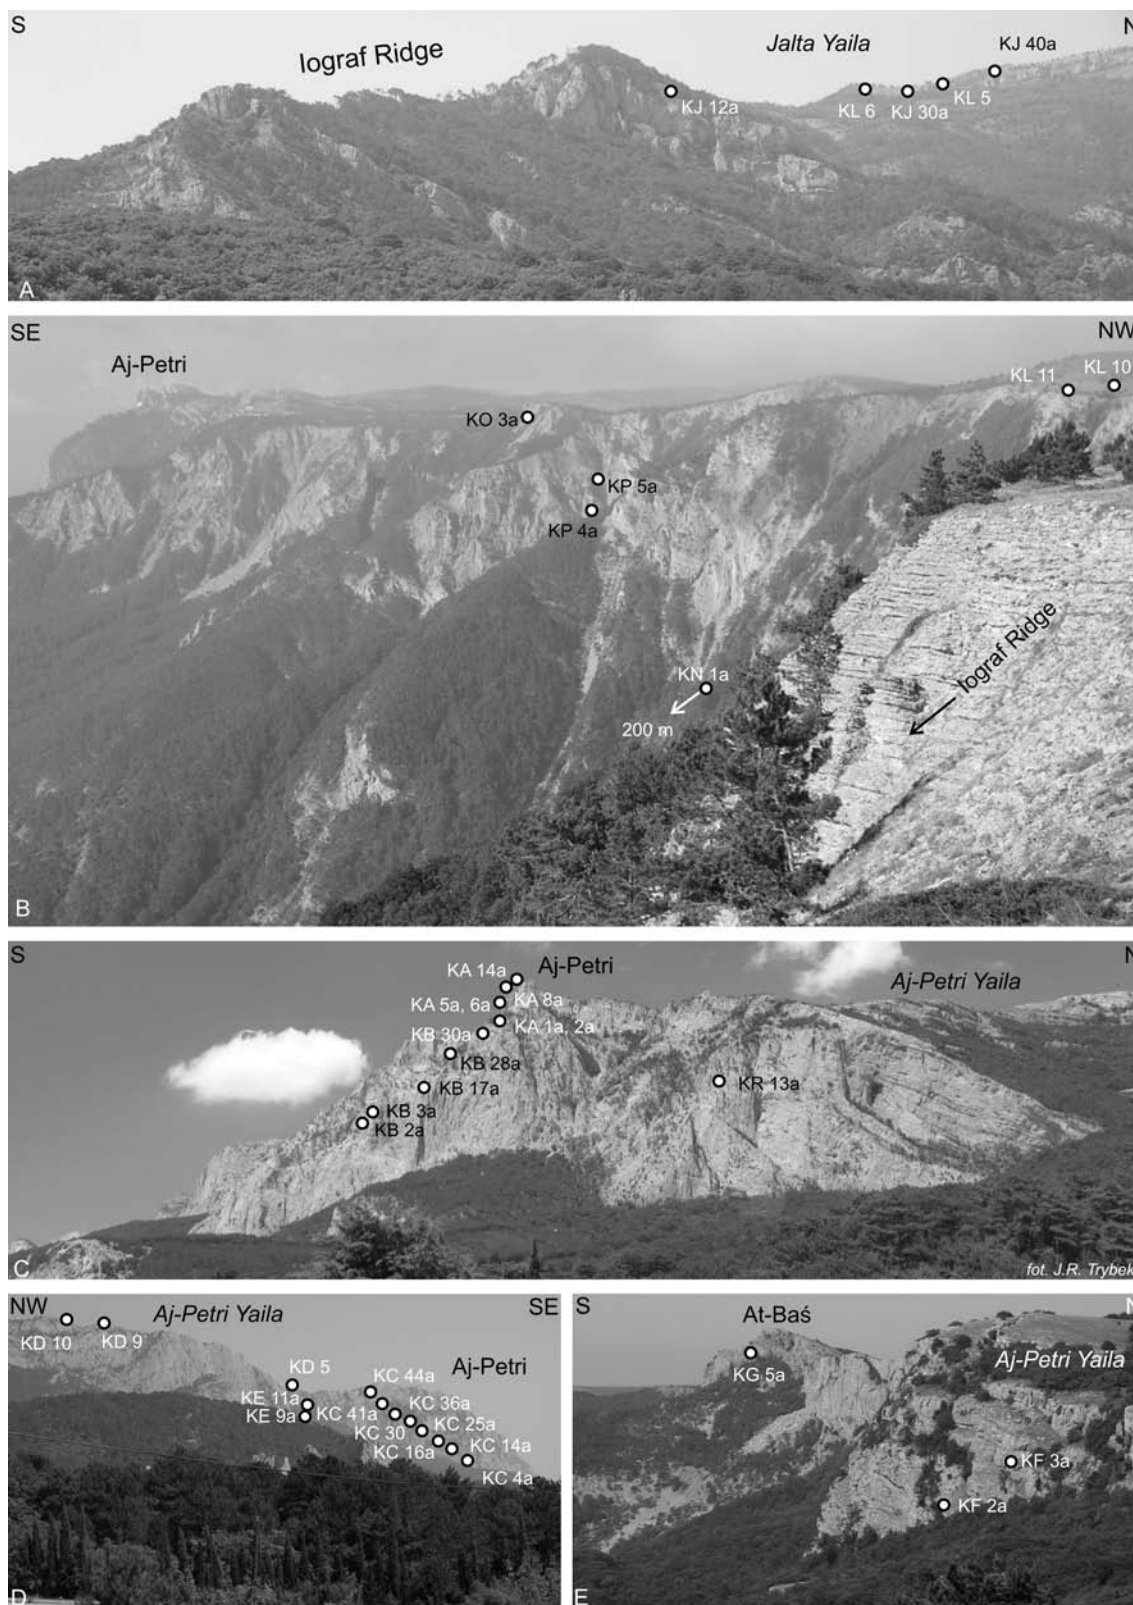 S
N
Iograf Ridge
Jalta Yaila
KJ 40a
KJ 12a
KL 6
KJ 30a
KL 5
A
SE
NW
Aj-Petri
KL 11
KL 10
KO 3a
KP 5a
KP 4a
KN 1a
200 m
Iograf Ridge
B
S
N
KA 14a
Aj-Petri
Aj-Petri Yaila
KA 5a, 6a
KA 8a
KB 30a
KA 1a, 2a
KB 28a
KB 17a
KR 13a
KB 3a
KB 2a
C
fot. J.R. Trybek
NW
SE
Aj-Petri Yaila
KD 10
KD 9
Aj-Petri
KD 5
KC 44a
KE 11a
KC 36a
KE 9a
KC 41a
KC 25a
KC 30
KC 14a
KC 16a
KC 4a
D
S
N
At-Baś
Aj-Petri Yaila
KG 5a
KF 3a
KF 2a
E